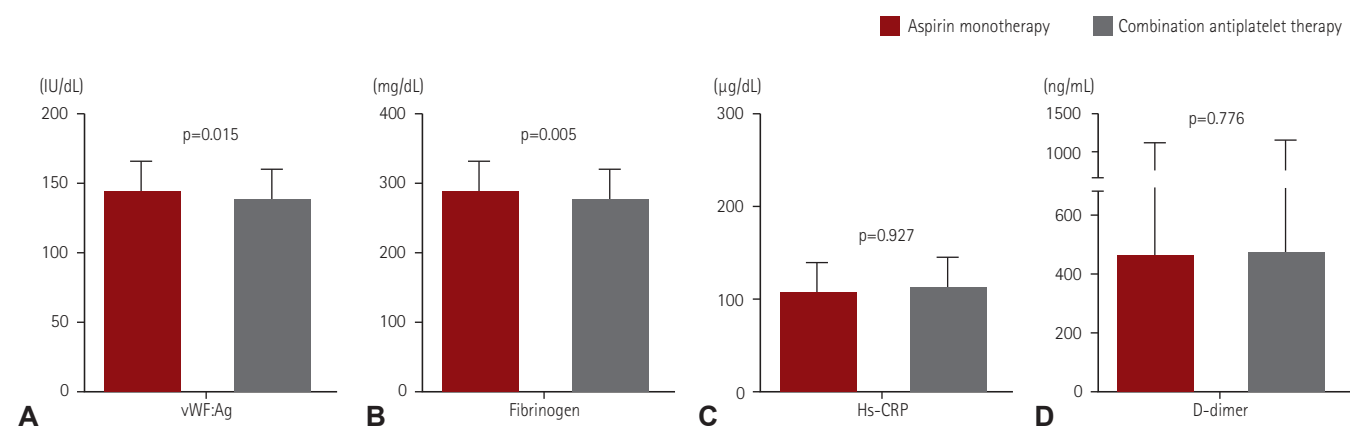 Aspirin monotherapy
Combination antiplatelet therapy
(IU/dL)
200
150
100
50
0
p=0.015
vWF:Ag
A
(mg/dL)
400
300
200
100
0
p=0.005
Fibrinogen
B
(µg/dL)
300
200
100
0
p=0.927
Hs-CRP
C
(ng/mL)
1500
1000
600
400
200
0
p=0.776
D-dimer
D